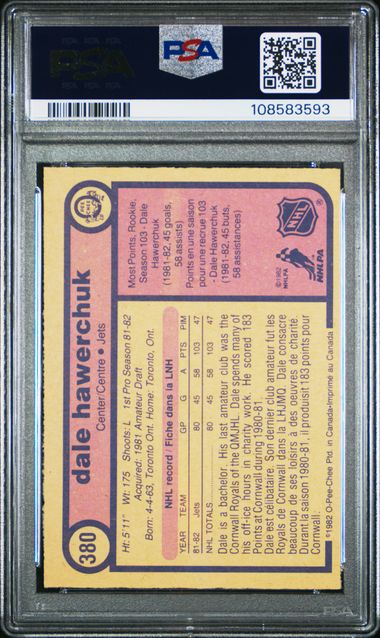 PSA
PSA
108583593
380
dale hawerchuk
Center/Centre • Jets
O PEE CHEE
Ht: 5'11" Wt: 175 Shoots: L 1st Pro Season 81-82
Acquired: 1981 Amateur Draft
Born: 4-4-63, Toronto Ont. Home: Toronto, Ont.
Most Points, Rookie,
Season 103 - Dale
Hawerchuk
(1981-82, 45 goals,
58 assists)
Points en une saison
pour une recrue 103
- Dale Hawerchuk
(1981-82, 45 buts,
58 assistances)
NHL
®
©1982
NHLPA
NHLPA
NHL record / Fiche dans la LNH
YEAR TEAM GP G A PTS PIM
81-82 Jets 80 45 58 103 47
NHL TOTALS 80 45 58 103 47
Dale is a bachelor. His last amateur club was the
Cornwall Royals of the QMJHL. Dale spends many of
his off-ice hours in charity work. He scored 183
Points at Cornwall during 1980-81.
Dale est célibataire. Son dernier club amateur fut les
Royals de Cornwall dans la LHJMQ. Dale consacre
beaucoup de ses loisirs à des oeuvres de charité.
Durant la saison 1980-81, il produisit 183 points pour
Cornwall.
©1982 O-Pee-Chee Ptd. in Canada-Imprimé au Canada
PSA